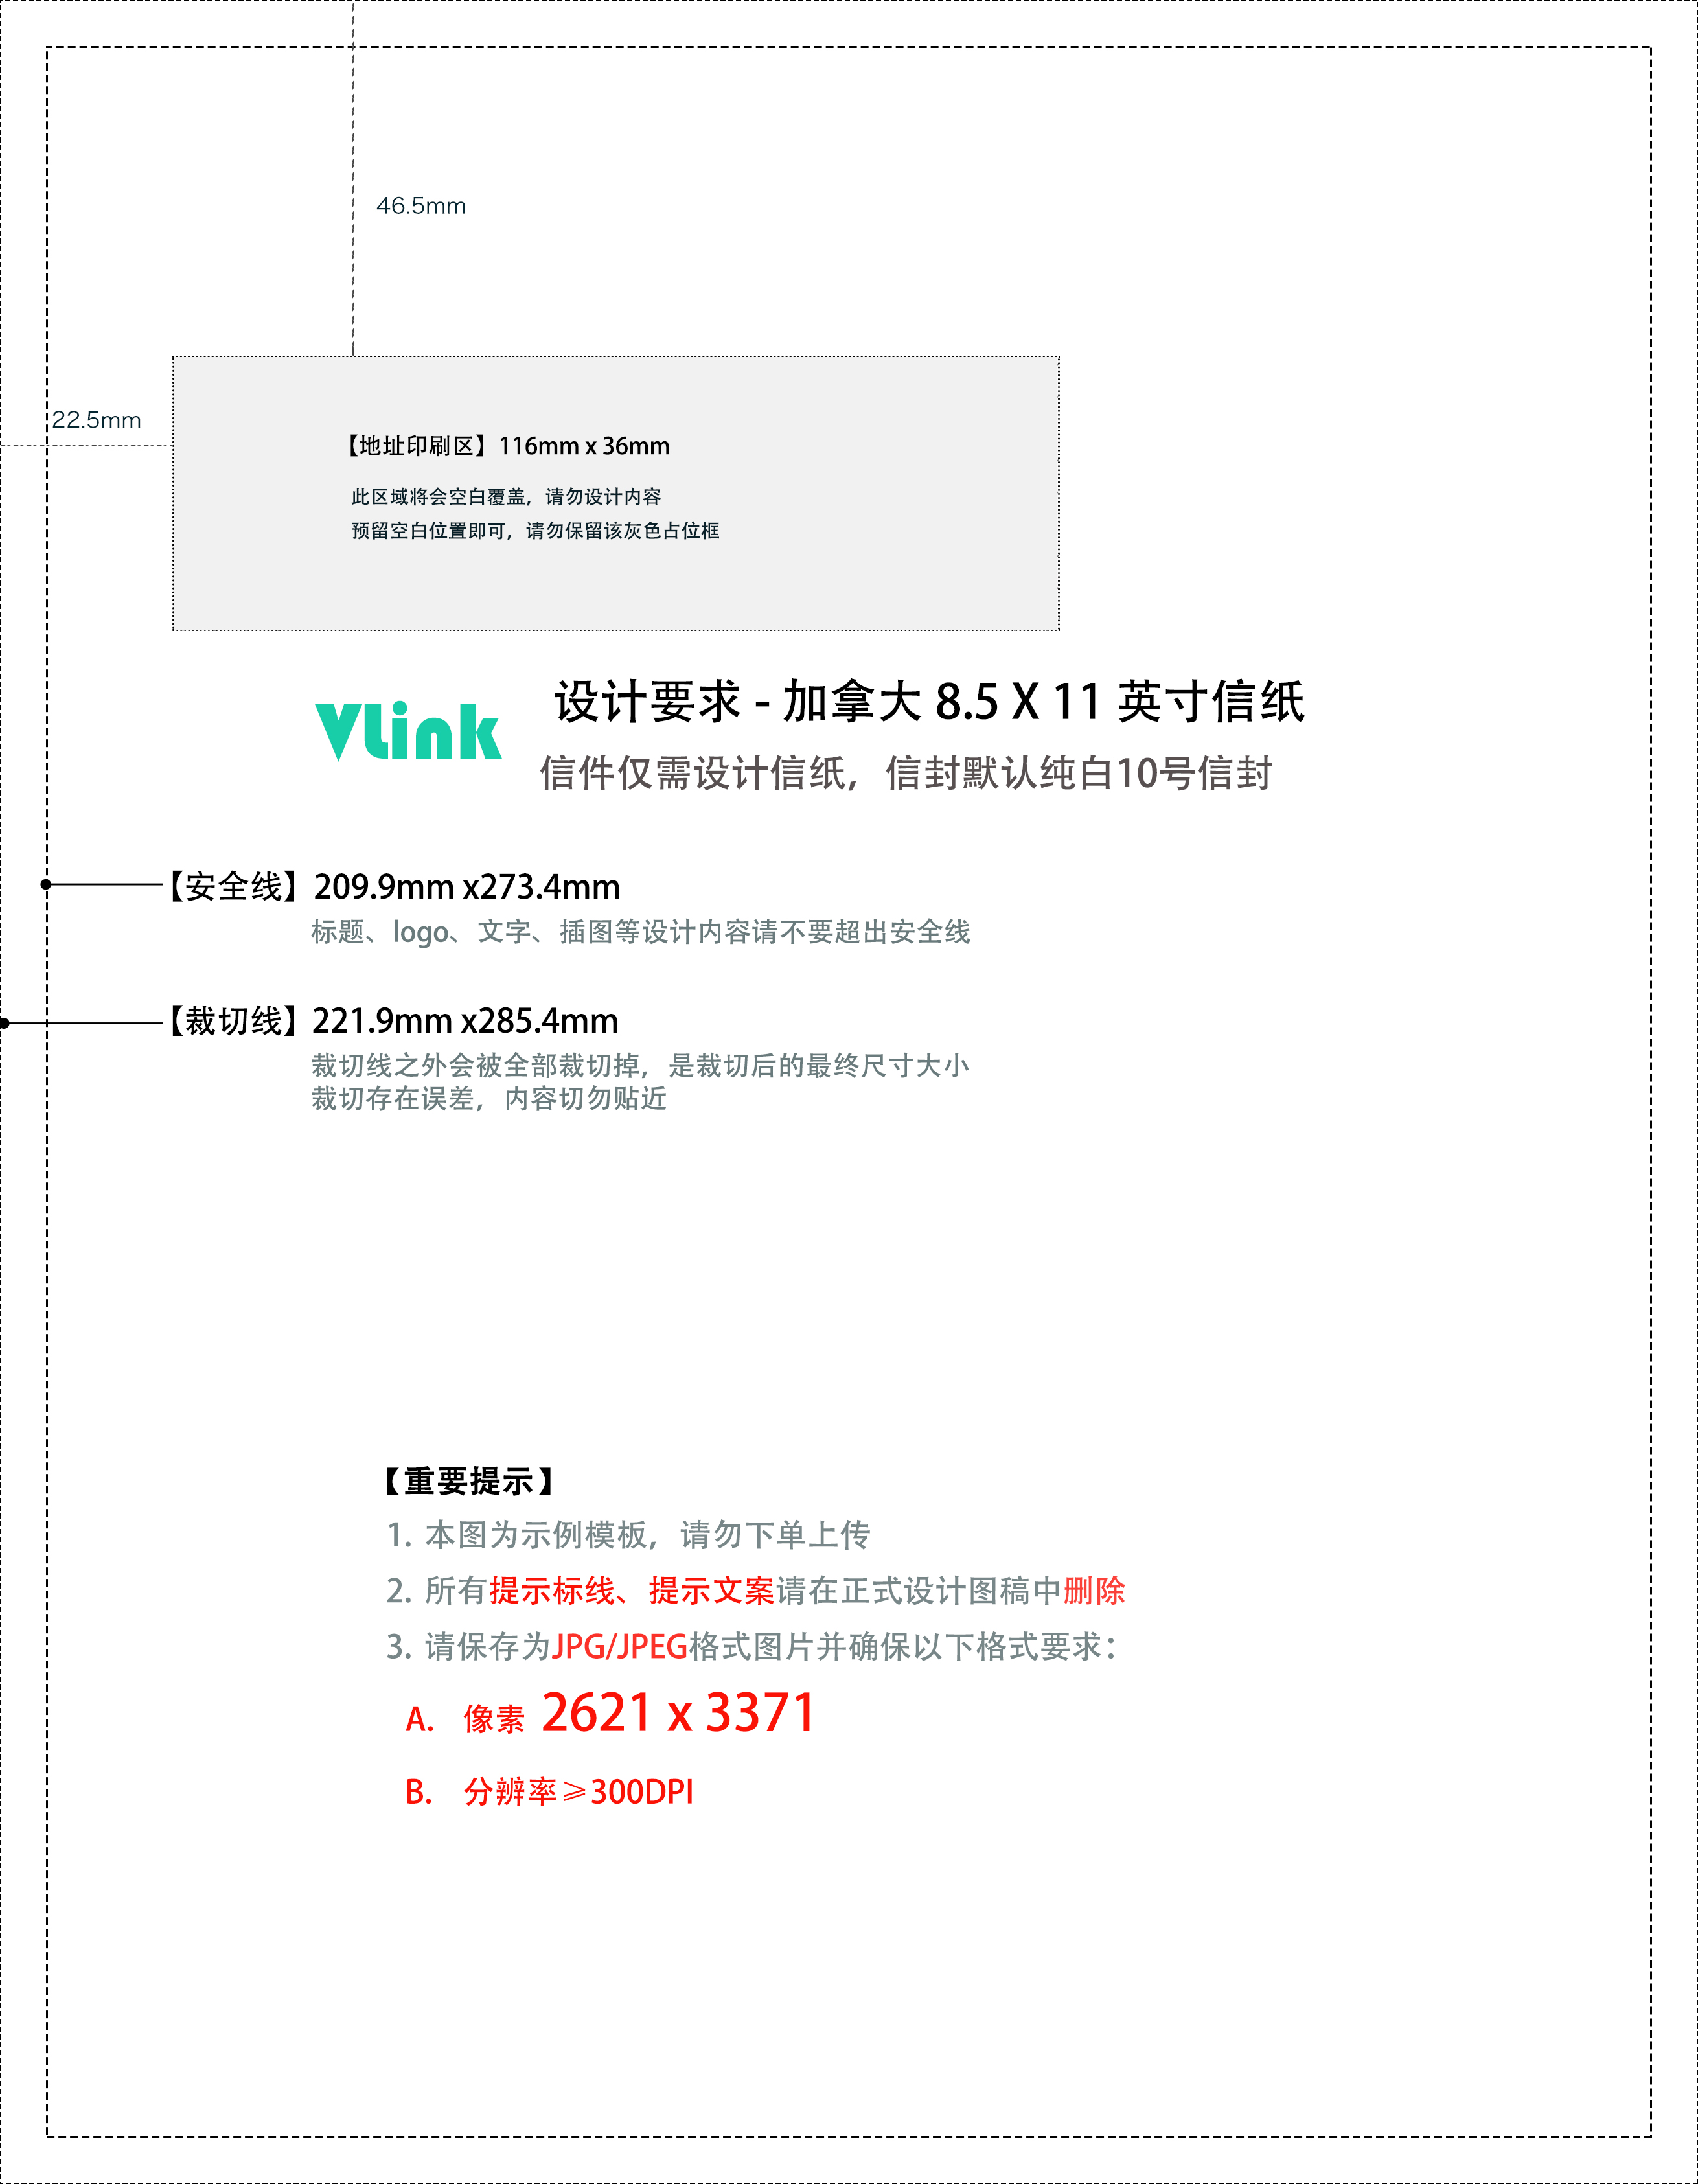 46.5mm
22.5mm
【地址印刷区】116mm x 36mm
此区域将会空白覆盖，请勿设计内容
预留空白位置即可，请勿保留该灰色占位框
Vlink
设计要求 - 加拿大 8.5 X 11 英寸信纸
信件仅需设计信纸，信封默认纯白10号信封
【安全线】209.9mm x273.4mm
标题、logo、文字、插图等设计内容请不要超出安全线
【裁切线】221.9mm x285.4mm
裁切线之外会被全部裁切掉，是裁切后的最终尺寸大小
裁切存在误差，内容切勿贴近
【重要提示】
1. 本图为示例模板，请勿下单上传
2. 所有提示标线、提示文案请在正式设计图稿中删除
3. 请保存为JPG/JPEG格式图片并确保以下格式要求：
A. 像素 2621 x 3371
B. 分辨率≥300DPI